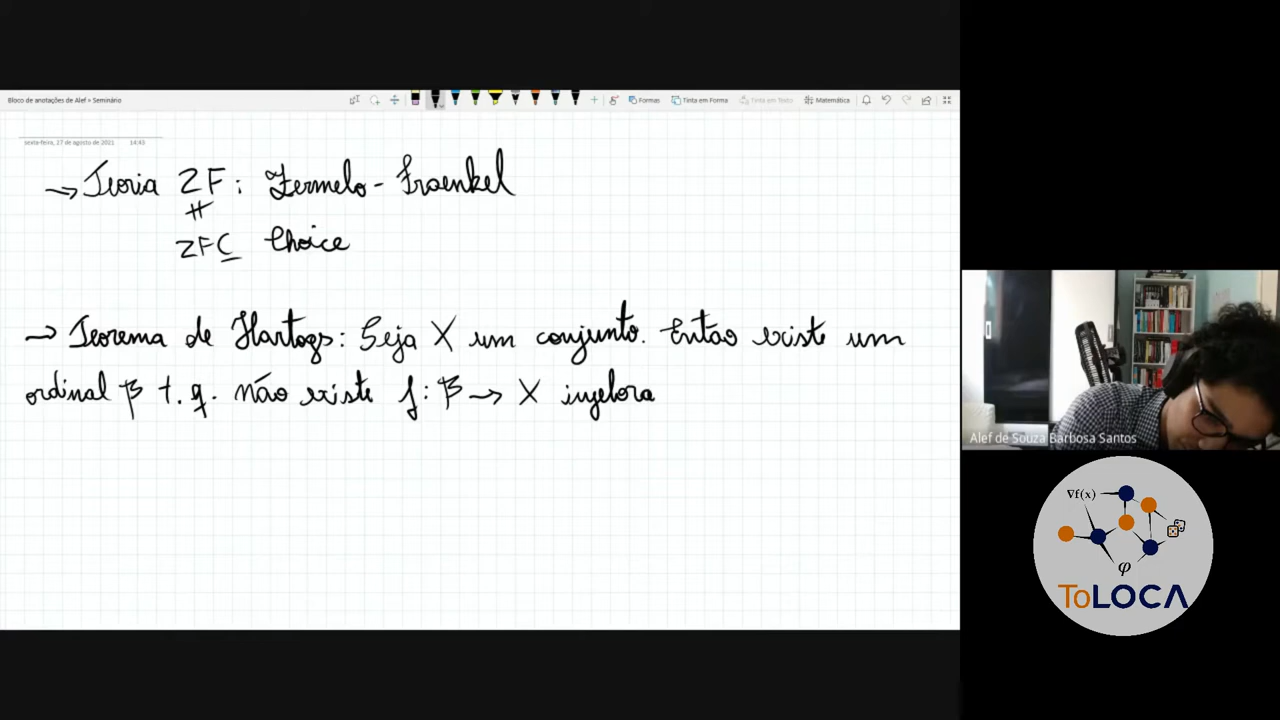 Bloco de anotações de Alef » Seminário
Formas Tinta em Forma Tinta em Texto Matemática
sexta-feira, 27 de agosto de 2021 14:43
→ Teoria ZF: Zermelo-Fraenkel
ZFC Choice
→ Teorema de Hartogs: Seja X um conjunto. Então existe um
ordinal β t.q. não existe f: β → X injetora
Alef de Souza Barbosa Santos
∇f(x)
φ
ToLOCA